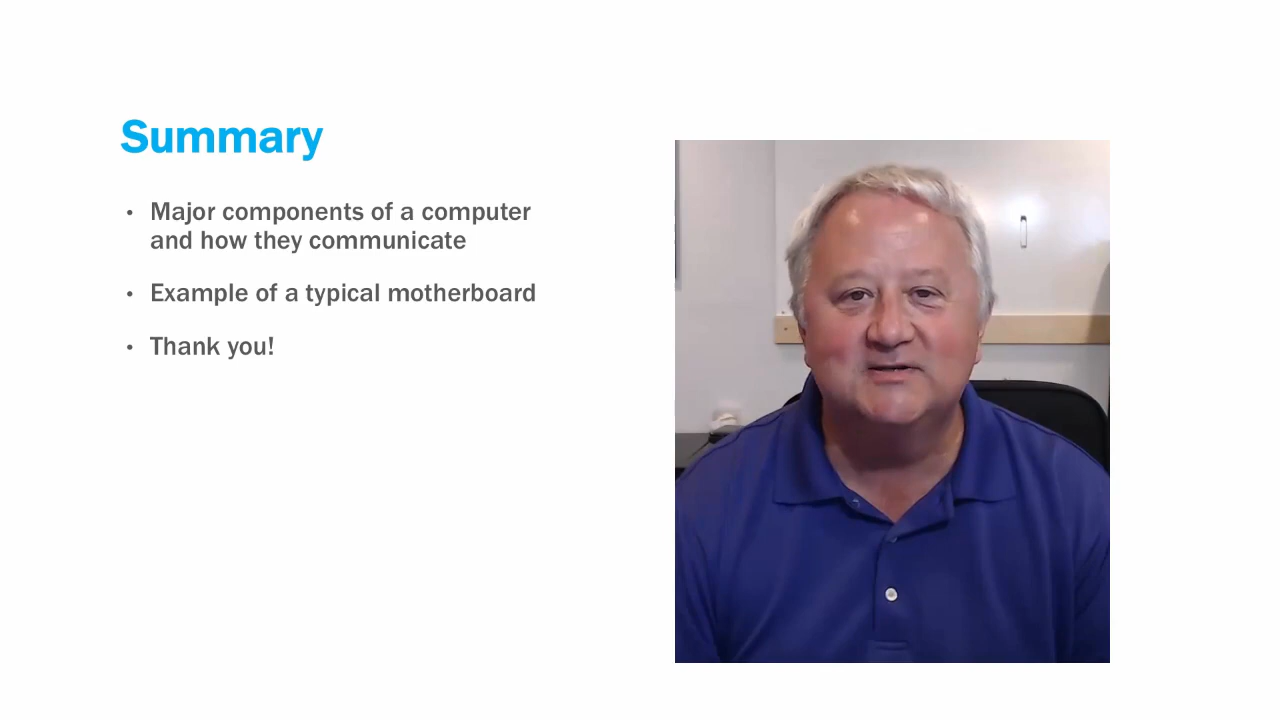 Summary
• Major components of a computer
and how they communicate
• Example of a typical motherboard
• Thank you!